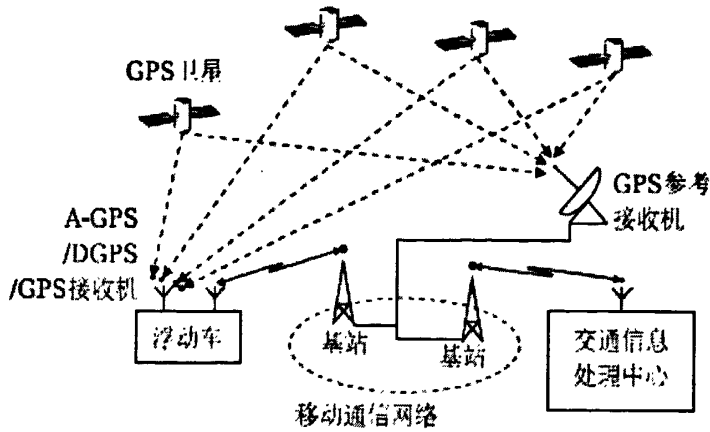 GPS卫星
GPS参考
接收机
A-GPS
/DGPS
/GPS接收机
浮动车
基站
基站
交通信息
处理中心
移动通信网络